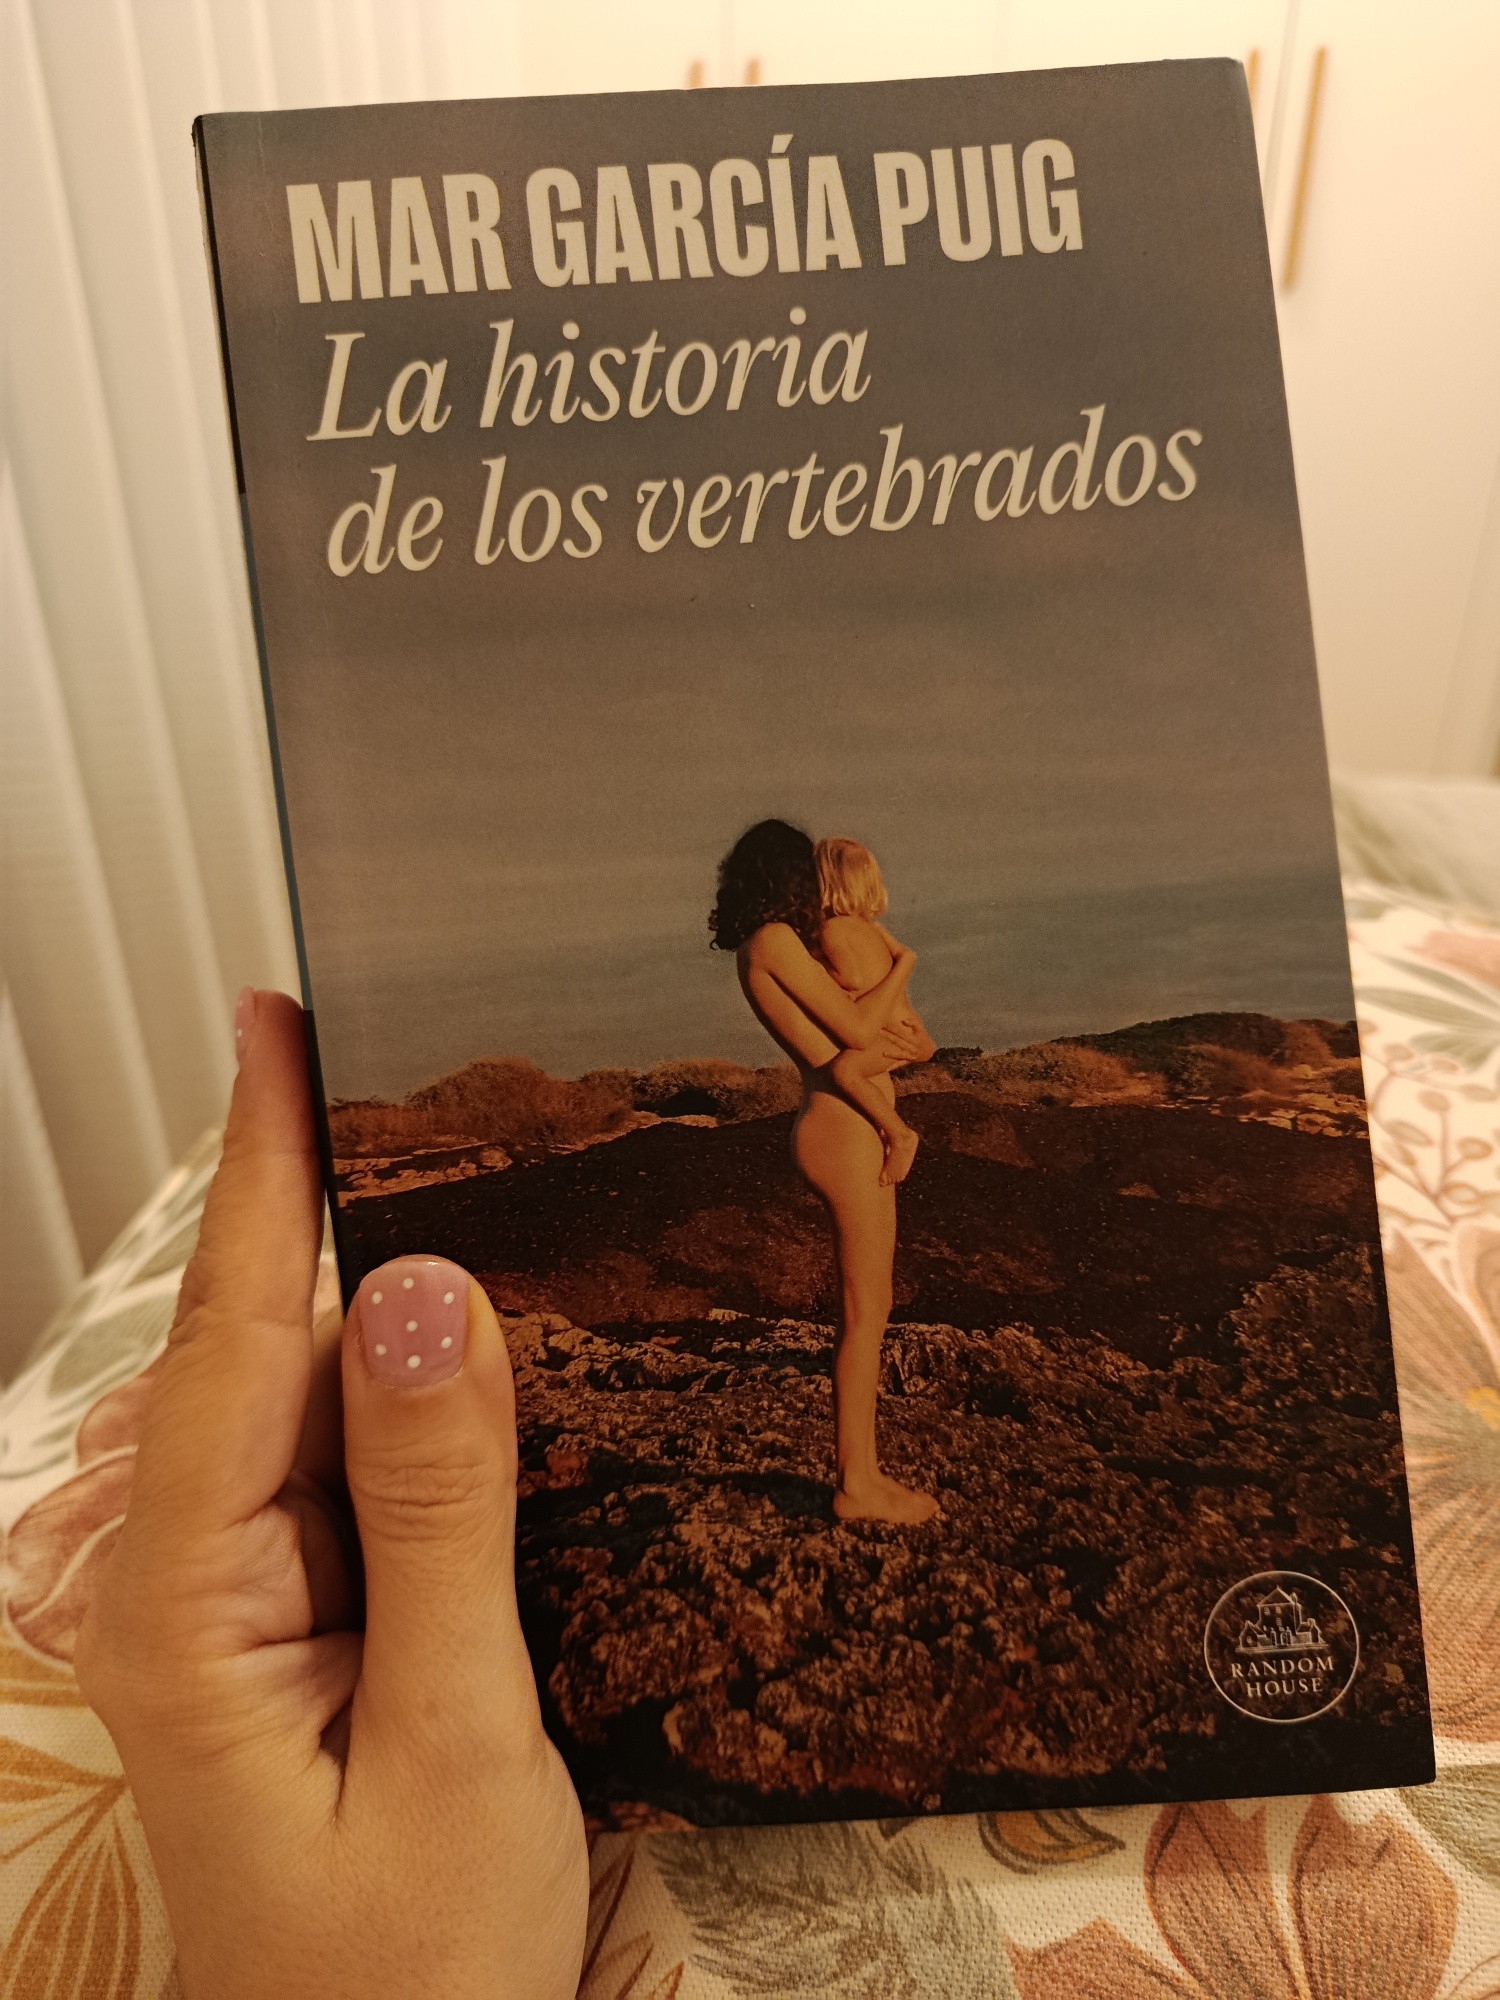 MAR GARCÍA PUIG
La historia
de los vertebrados
RANDOM
HOUSE